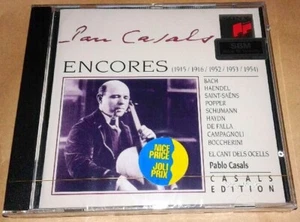 Pau Casals
SBM
ENCORES (1915 / 1916 / 1952 / 1953 / 1954)
BACH
HAENDEL
SAINT-SAËNS
POPPER
SCHUMANN
HAYDN
DE FALLA
CAMPAGNOLI
BOCCHERINI
NICE
PRICE
JOLI
PRIX
EL CANT DELS OCELLS
Pablo Casals
CASALS
EDITION